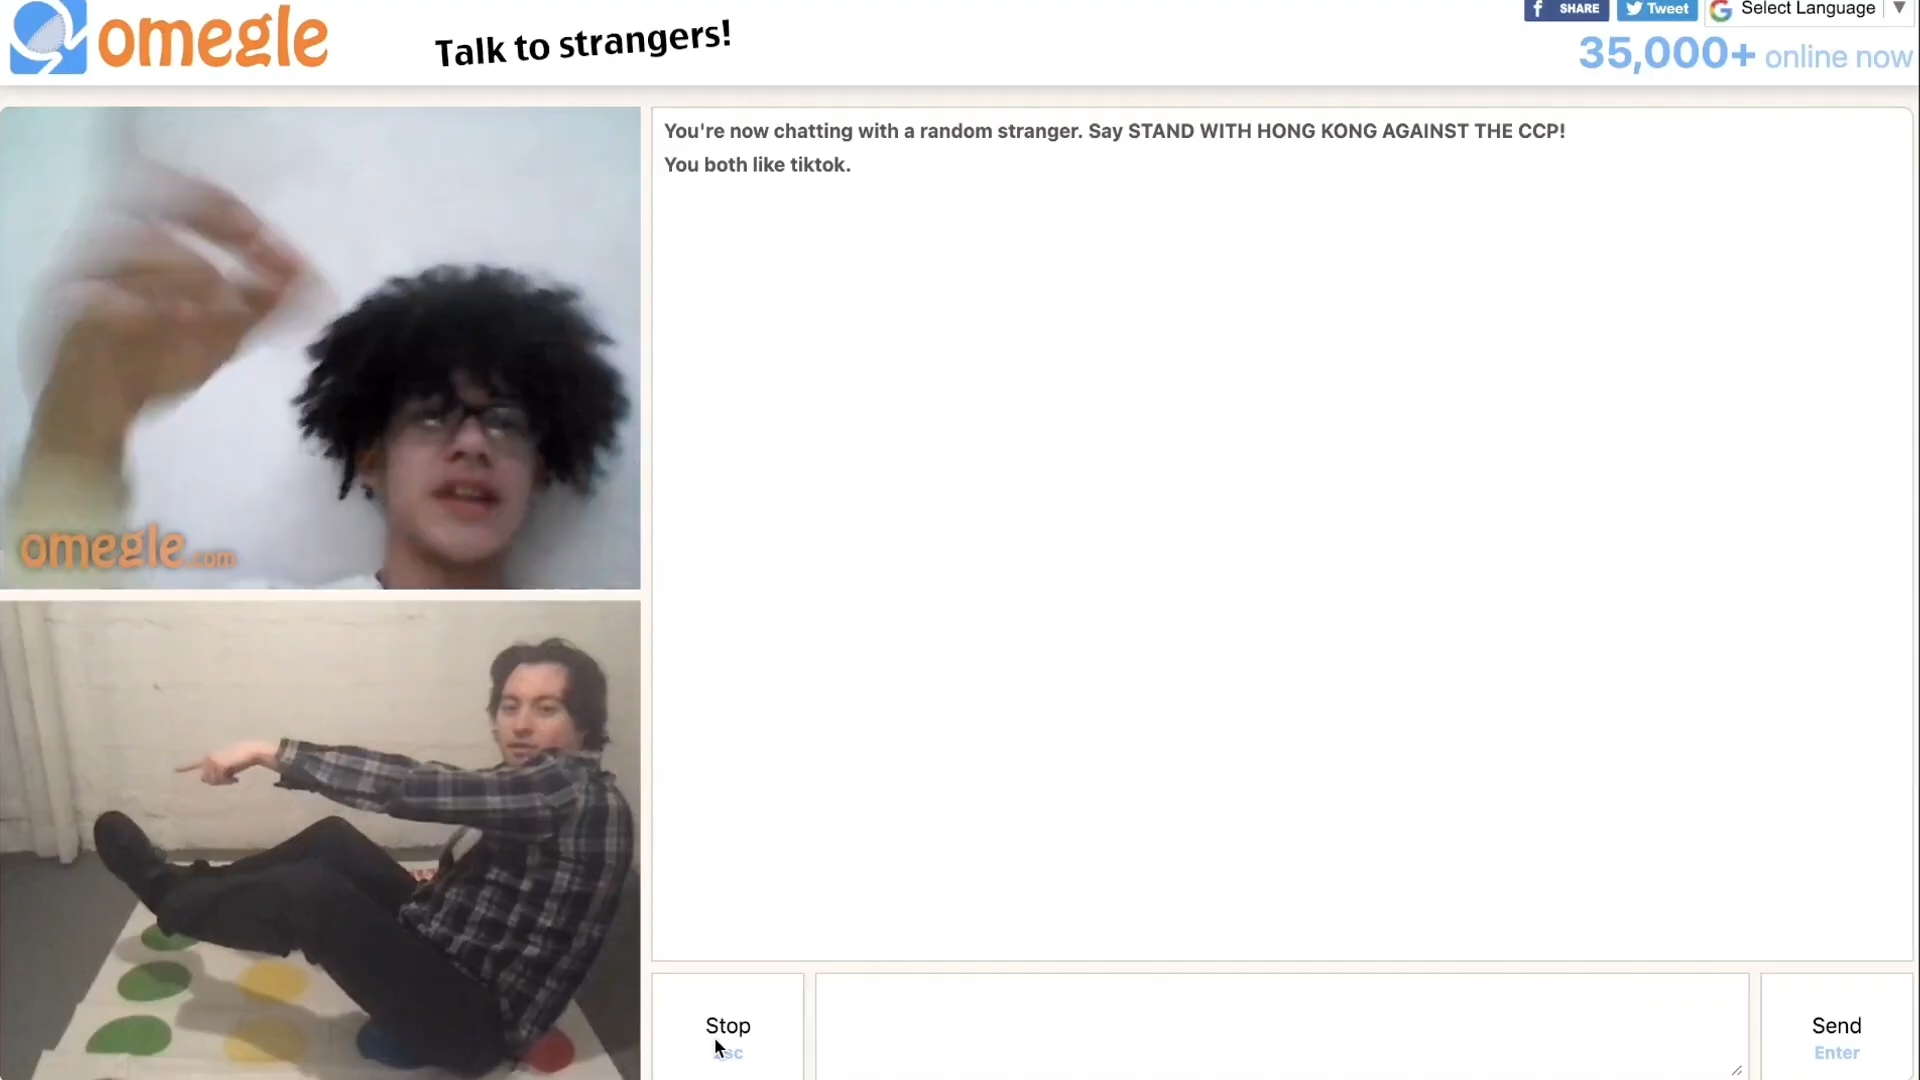 omegle
Talk to strangers!
SHARE
Tweet
Select Language
35,000+ online now
You're now chatting with a random stranger. Say STAND WITH HONG KONG AGAINST THE CCP!
You both like tiktok.
omegle.com
Stop
Send
Enter